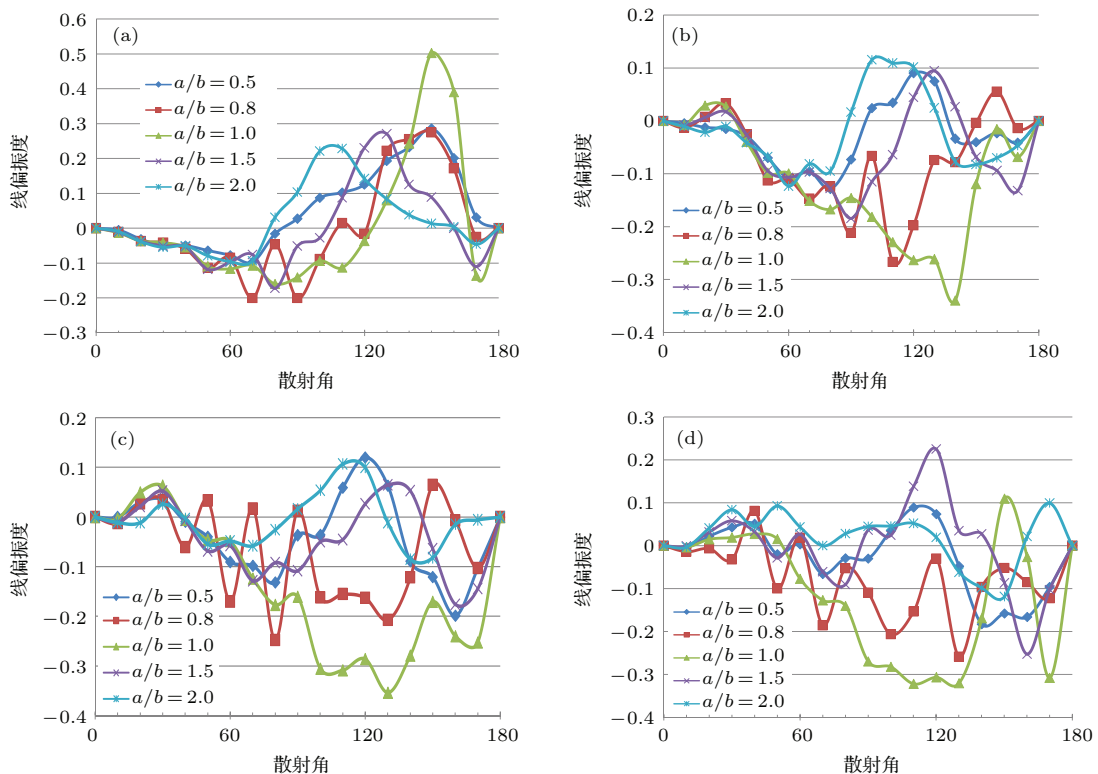 (a)
0.6
0.5
0.4
0.3
0.2
0.1
0
−0.1
−0.2
−0.3
线偏振度
a/b = 0.5
a/b = 0.8
a/b = 1.0
a/b = 1.5
a/b = 2.0
0 60 120 180
散射角
(b)
0.2
0.1
0
−0.1
−0.2
−0.3
−0.4
线偏振度
a/b = 0.5
a/b = 0.8
a/b = 1.0
a/b = 1.5
a/b = 2.0
0 60 120 180
散射角
(c)
0.2
0.1
0
−0.1
−0.2
−0.3
−0.4
线偏振度
a/b = 0.5
a/b = 0.8
a/b = 1.0
a/b = 1.5
a/b = 2.0
0 60 120 180
散射角
(d)
0.3
0.2
0.1
0
−0.1
−0.2
−0.3
−0.4
线偏振度
a/b = 0.5
a/b = 0.8
a/b = 1.0
a/b = 1.5
a/b = 2.0
0 60 120 180
散射角